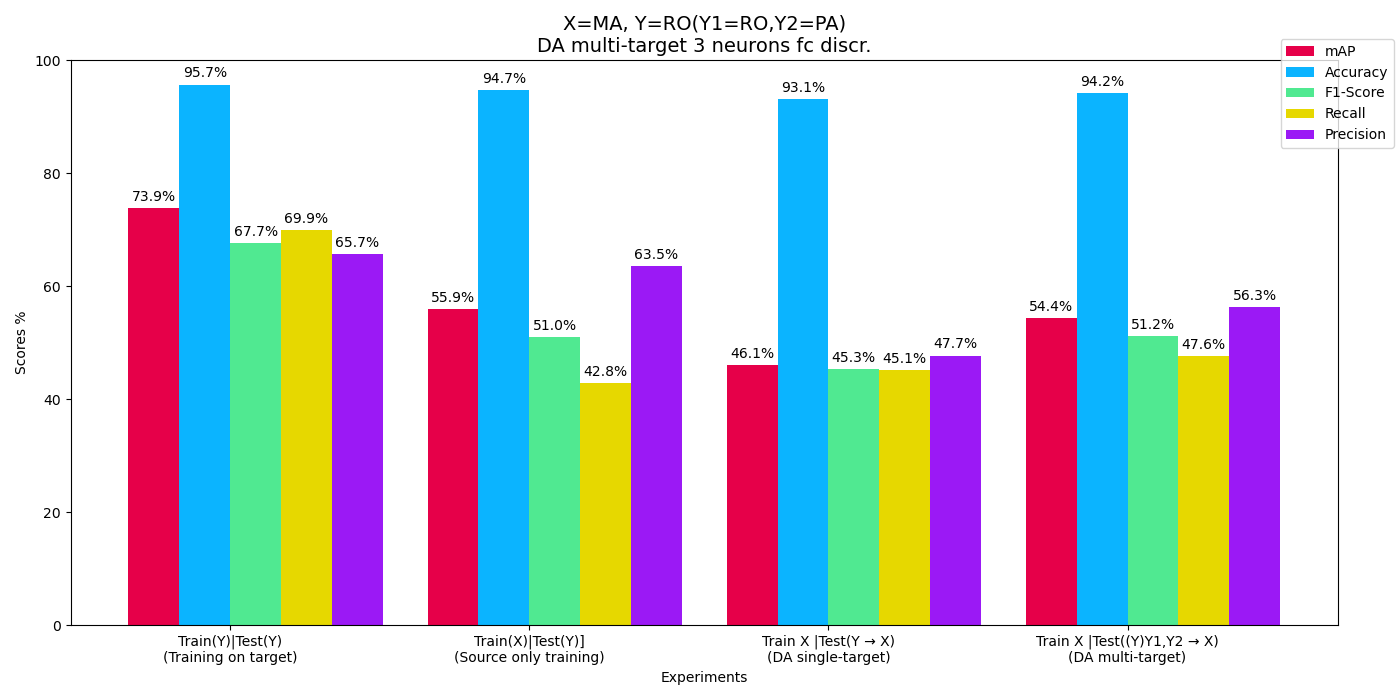 X=MA, Y=RO(Y1=RO,Y2=PA)
DA multi-target 3 neurons fc discr.
mAP
Accuracy
F1-Score
Recall
Precision
Scores %
100
80
60
40
20
0
73.9%
95.7%
67.7%
69.9%
65.7%
55.9%
94.7%
51.0%
42.8%
63.5%
46.1%
93.1%
45.3%
45.1%
47.7%
54.4%
94.2%
51.2%
47.6%
56.3%
Train(Y)|Test(Y)
(Training on target)
Train(X)|Test(Y)]
(Source only training)
Train X |Test(Y → X)
(DA single-target)
Train X |Test((Y)Y1,Y2 → X)
(DA multi-target)
Experiments